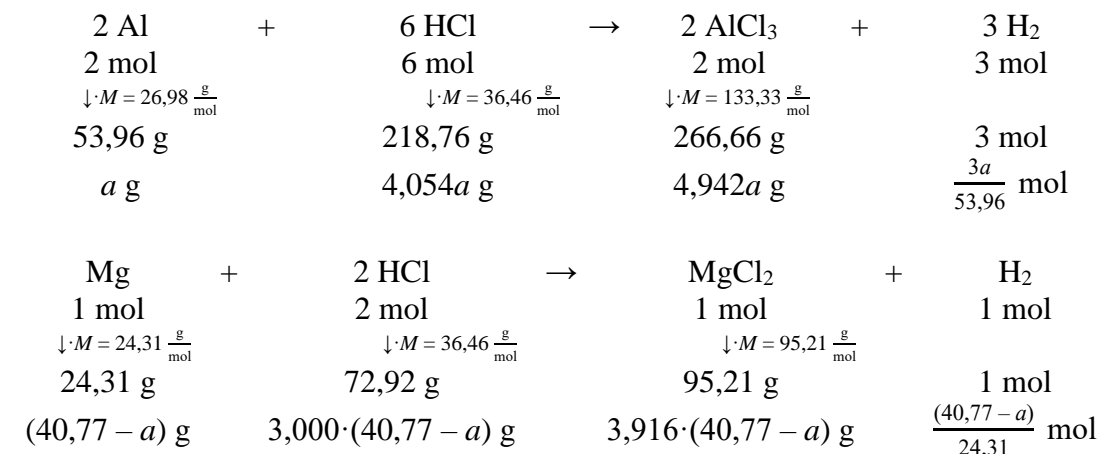 2 Al + 6 HCl → 2 AlCl₃ + 3 H₂
2 mol 6 mol 2 mol 3 mol
↓·M = 26,98 g/mol ↓·M = 36,46 g/mol ↓·M = 133,33 g/mol
53,96 g 218,76 g 266,66 g 3 mol
a g 4,054a g 4,942a g 3a/53,96 mol
Mg + 2 HCl → MgCl₂ + H₂
1 mol 2 mol 1 mol 1 mol
↓·M = 24,31 g/mol ↓·M = 36,46 g/mol ↓·M = 95,21 g/mol
24,31 g 72,92 g 95,21 g 1 mol
(40,77 – a) g 3,000·(40,77 – a) g 3,916·(40,77 – a) g (40,77 – a)/24,31 mol